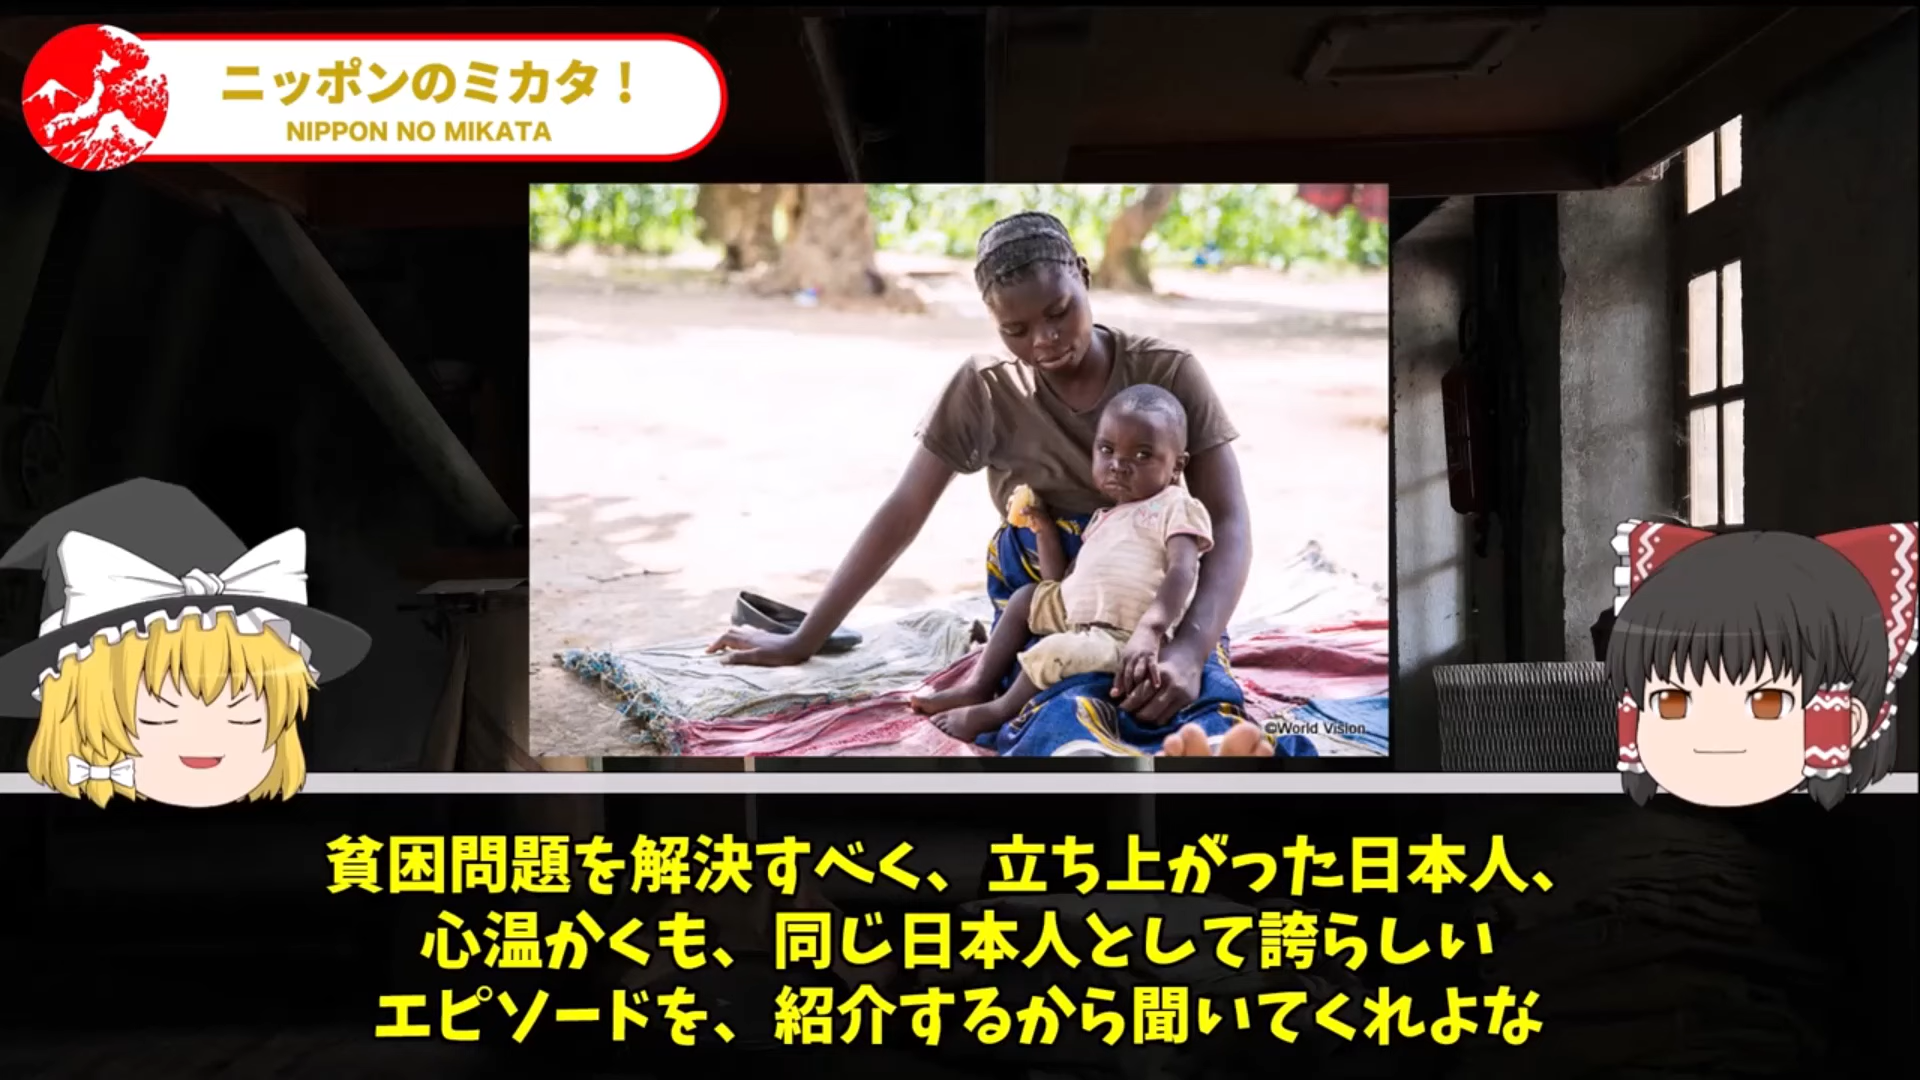 ニッポンのミカタ！
NIPPON NO MIKATA
©World Vision
貧困問題を解決すべく、立ち上がった日本人、
心温かくも、同じ日本人として誇らしい
エピソードを、紹介するから聞いてくれよな